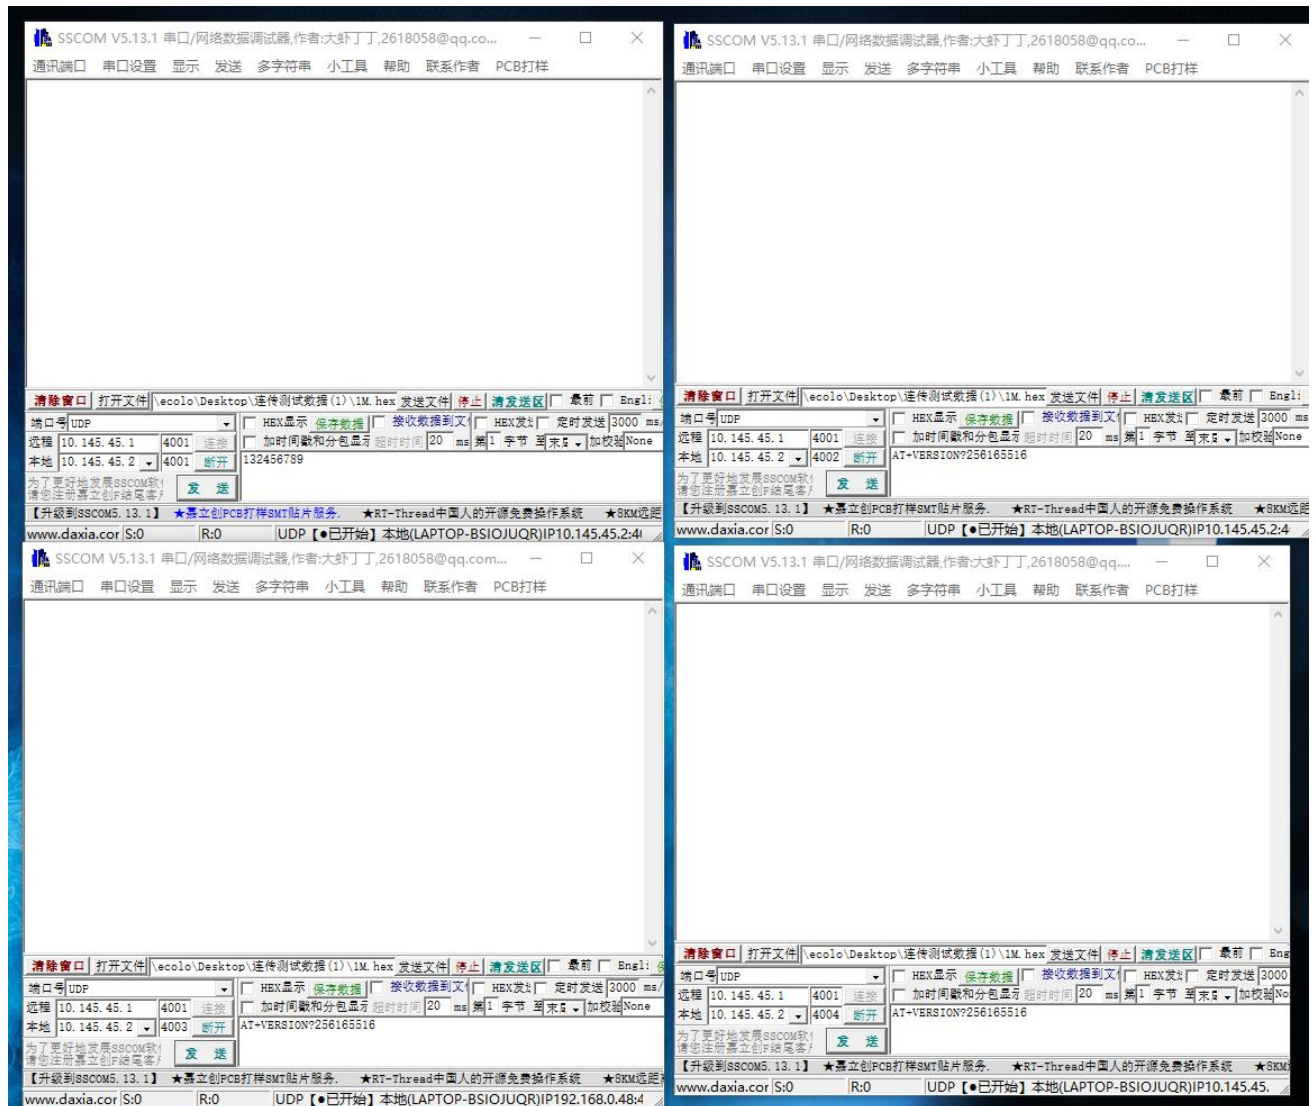 SSCOM V5.13.1 串口/网络数据调试器,作者:大虾丁丁,2618058@qq.co...
通讯端口 串口设置 显示 发送 多字符串 小工具 帮助 联系作者 PCB打样
清除窗口 打开文件 \ecolo\Desktop\连传测试数据(1)\1M.hex 发送文件 停止 清发送区 最前 Engli
端口号 UDP HEX显示 保存数据 接收数据到文 HEX发 定时发送 3000 ms/
远程 10.145.45.1 4001 连接 加时间戳和分包显示 超时时间 20 ms 第1 字节 至 末尾 加校验 None
本地 10.145.45.2 4001 断开 132456789
为了更好地发展SSCOM软
请您注册嘉立创F结尾客 发 送
【升级到SSCOM5.13.1】 ★嘉立创PCB打样SMT贴片服务. ★RT-Thread中国人的开源免费操作系统 ★8KM远距
www.daxia.cor S:0 R:0 UDP【●已开始】本地(LAPTOP-BSIOJUQR)IP10.145.45.2:4
SSCOM V5.13.1 串口/网络数据调试器,作者:大虾丁丁,2618058@qq.co...
通讯端口 串口设置 显示 发送 多字符串 小工具 帮助 联系作者 PCB打样
清除窗口 打开文件 \ecolo\Desktop\连传测试数据(1)\1M.hex 发送文件 停止 清发送区 最前 Engl
端口号 UDP HEX显示 保存数据 接收数据到文 HEX发 定时发送 3000 ms
远程 10.145.45.1 4001 连接 加时间戳和分包显示 超时时间 20 ms 第1 字节 至 末尾 加校验 None
本地 10.145.45.2 4002 断开 AT+VERSION?256165516
为了更好地发展SSCOM软
请您注册嘉立创F结尾客 发 送
【升级到SSCOM5.13.1】 ★嘉立创PCB打样SMT贴片服务. ★RT-Thread中国人的开源免费操作系统 ★8KM远
www.daxia.cor S:0 R:0 UDP【●已开始】本地(LAPTOP-BSIOJUQR)IP10.145.45.2:4
SSCOM V5.13.1 串口/网络数据调试器,作者:大虾丁丁,2618058@qq.com...
通讯端口 串口设置 显示 发送 多字符串 小工具 帮助 联系作者 PCB打样
清除窗口 打开文件 \ecolo\Desktop\连传测试数据(1)\1M.hex 发送文件 停止 清发送区 最前 Engli
端口号 UDP HEX显示 保存数据 接收数据到文 HEX发 定时发送 3000 ms/
远程 10.145.45.1 4001 连接 加时间戳和分包显示 超时时间 20 ms 第1 字节 至 末尾 加校验 None
本地 10.145.45.2 4003 断开 AT+VERSION?256165516
为了更好地发展SSCOM软
请您注册嘉立创F结尾客 发 送
【升级到SSCOM5.13.1】 ★嘉立创PCB打样SMT贴片服务. ★RT-Thread中国人的开源免费操作系统 ★8KM远距
www.daxia.cor S:0 R:0 UDP【●已开始】本地(LAPTOP-BSIOJUQR)IP192.168.0.48:4
SSCOM V5.13.1 串口/网络数据调试器,作者:大虾丁丁,2618058@qq....
通讯端口 串口设置 显示 发送 多字符串 小工具 帮助 联系作者 PCB打样
清除窗口 打开文件 \ecolo\Desktop\连传测试数据(1)\1M.hex 发送文件 停止 清发送区 最前 Eng
端口号 UDP HEX显示 保存数据 接收数据到文 HEX发 定时发送 3000
远程 10.145.45.1 4001 连接 加时间戳和分包显示 超时时间 20 ms 第1 字节 至 末尾 加校验 No
本地 10.145.45.2 4004 断开 AT+VERSION?256165516
为了更好地发展SSCOM软
请您注册嘉立创F结尾客 发 送
【升级到SSCOM5.13.1】 ★嘉立创PCB打样SMT贴片服务. ★RT-Thread中国人的开源免费操作系统 ★8KM
www.daxia.cor S:0 R:0 UDP【●已开始】本地(LAPTOP-BSIOJUQR)IP10.145.45.